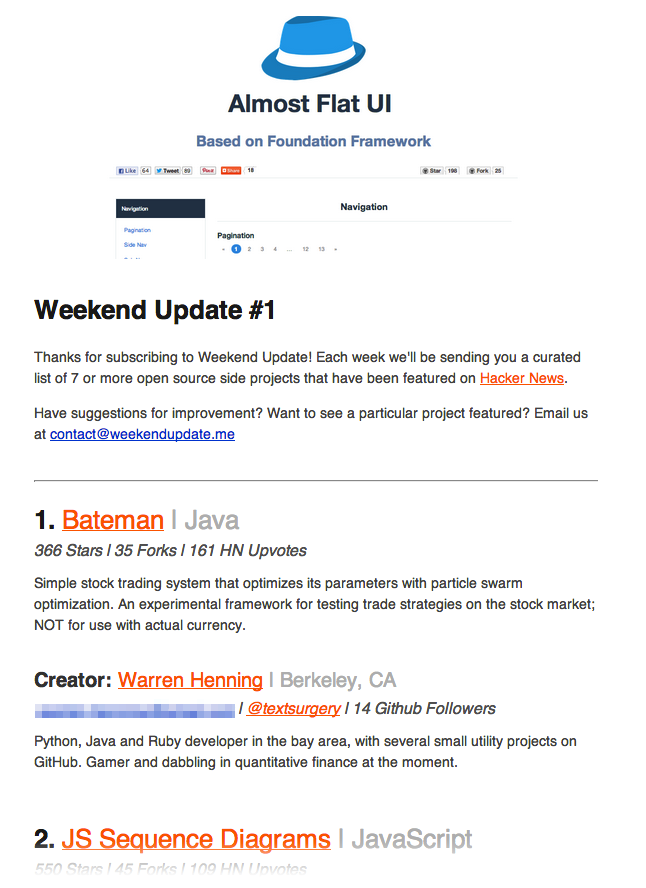 Almost Flat UI
Based on Foundation Framework
Like 64 Tweet 89 Pin it Share 18 Star 198 Fork 25
Navigation
Navigation
Pagination
Side Nav
Pagination
« 1 2 3 4 ... 12 13 »
Weekend Update #1
Thanks for subscribing to Weekend Update! Each week we'll be sending you a curated
list of 7 or more open source side projects that have been featured on Hacker News.
Have suggestions for improvement? Want to see a particular project featured? Email us
at contact@weekendupdate.me
1. Bateman | Java
366 Stars | 35 Forks | 161 HN Upvotes
Simple stock trading system that optimizes its parameters with particle swarm
optimization. An experimental framework for testing trade strategies on the stock market;
NOT for use with actual currency.
Creator: Warren Henning | Berkeley, CA
| @textsurgery | 14 Github Followers
Python, Java and Ruby developer in the bay area, with several small utility projects on
GitHub. Gamer and dabbling in quantitative finance at the moment.
2. JS Sequence Diagrams | JavaScript
550 Stars | 45 Forks | 109 HN Upvotes